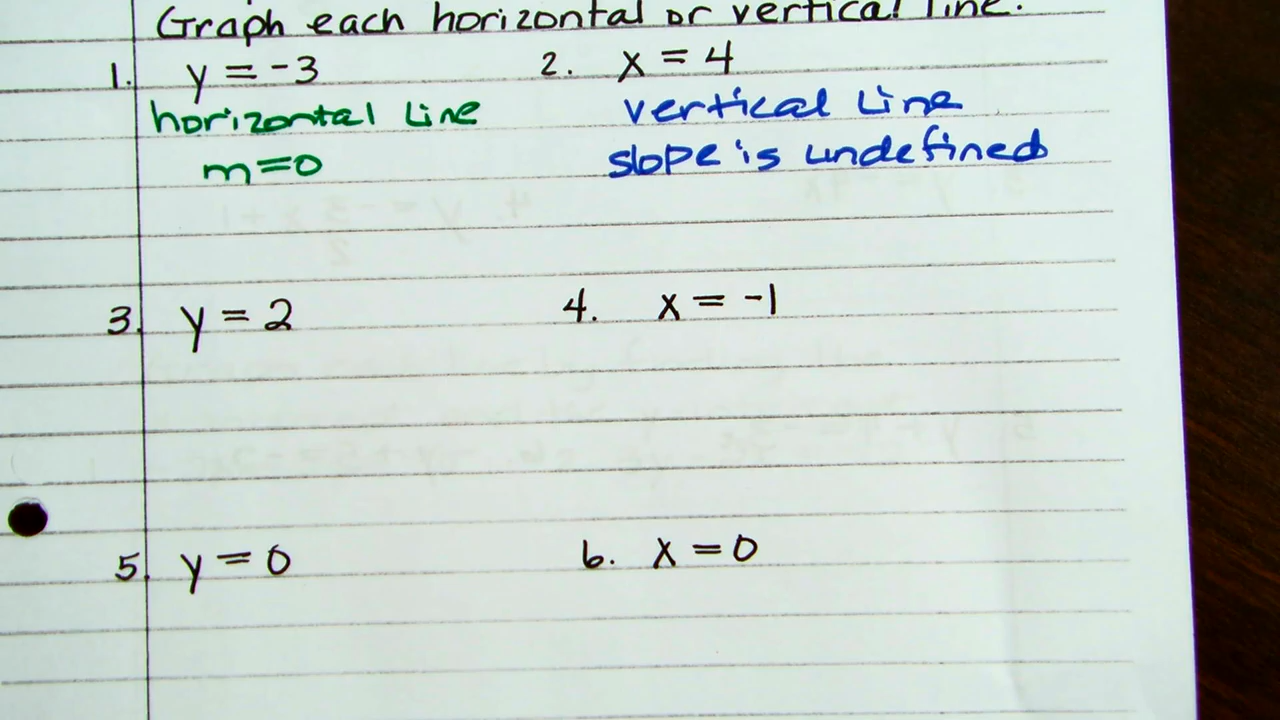 Graph each horizontal or vertical line.
1. y = -3 2. x = 4
horizontal Line vertical Line
m=0 slope is undefined
3. y = 2 4. x = -1
5. y = 0 6. x = 0